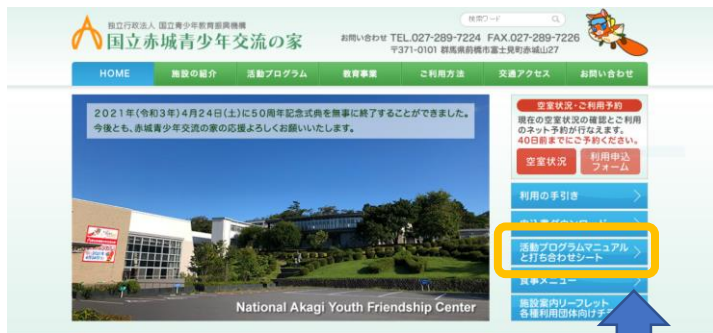 独立行政法人 国立青少年教育振興機構
国立赤城青少年交流の家
検索ワード
お問い合わせ TEL.027-289-7224 FAX.027-289-7226
〒371-0101 群馬県前橋市富士見町赤城山27
HOME 施設の紹介 活動プログラム 教育事業 ご利用方法 交通アクセス お問い合わせ
2021年(令和3年)4月24日(土)に50周年記念式典を無事に終了することができました。
今後とも、赤城青少年交流の家の応援よろしくお願いいたします。
National Akagi Youth Friendship Center
空室状況・ご利用予約
現在の空室状況の確認とご利用
のネット予約が行なえます。
40日前までにご予約ください。
空室状況
利用申込
フォーム
利用の手引き
活動プログラムマニュアル
と打ち合わせシート
食事メニュー
施設案内リーフレット
各種利用団体向けチ